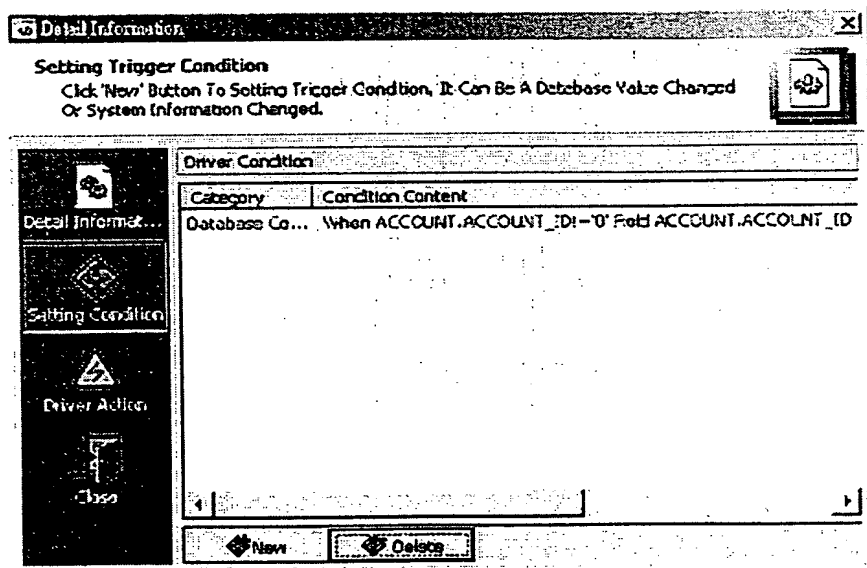 Detail Information
Setting Trigger Condition
Click 'New' Button To Setting Trigger Condition, It Can Be A Database Value Changed
Or System Information Changed.
Driver Condition
Category Condition Content
Detail Informat...
Database Co... When ACCOUNT.ACCOUNT_ID!='0' Field ACCOUNT.ACCOUNT_ID
Setting Condition
Driver Action
Close
New Delete